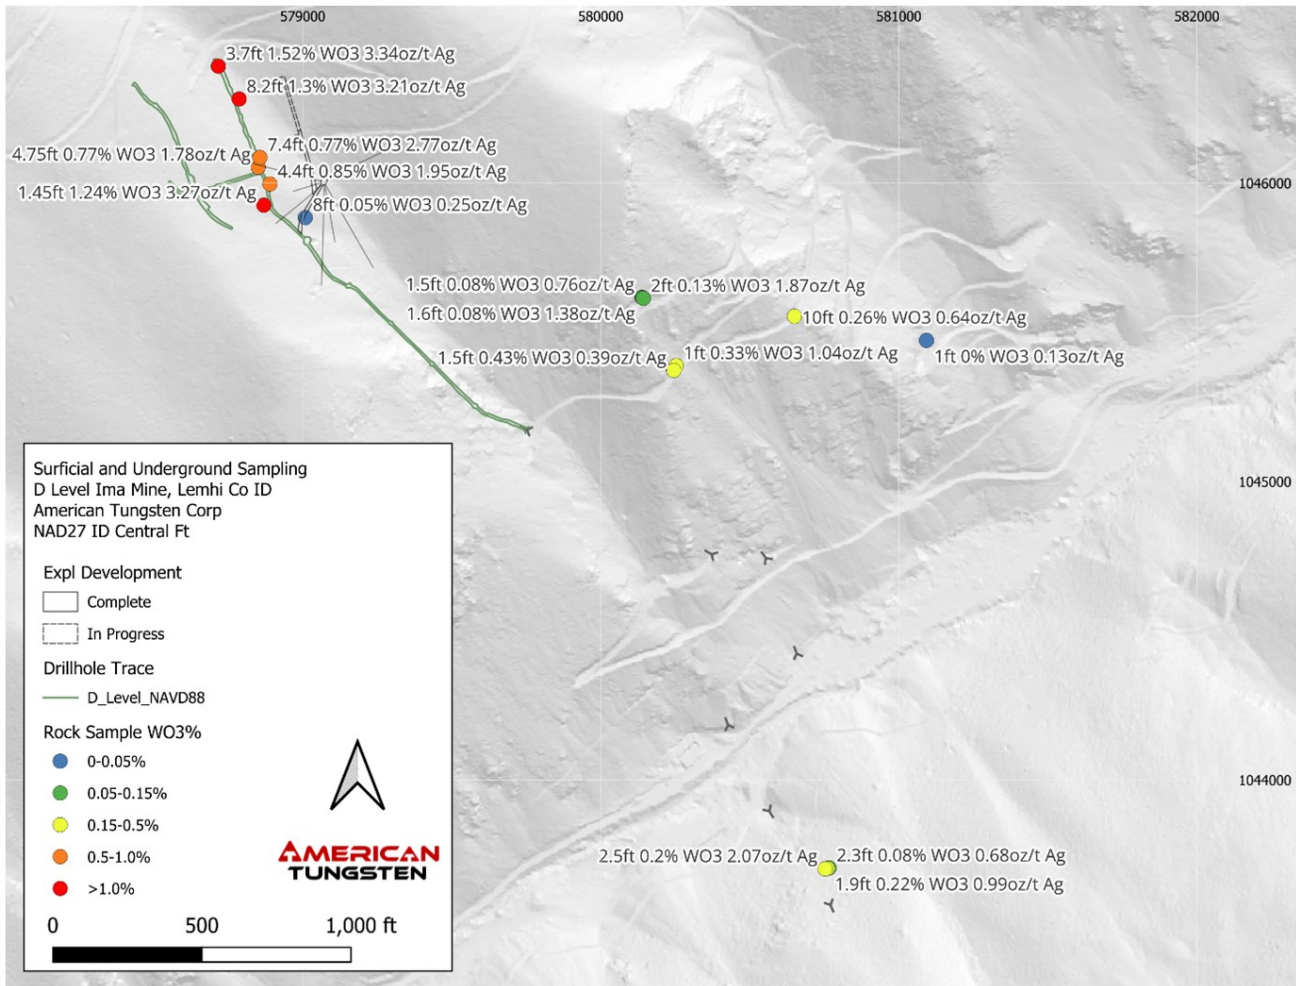 579000
580000
581000
582000
3.7ft 1.52% WO3 3.34oz/t Ag
8.2ft 1.3% WO3 3.21oz/t Ag
7.4ft 0.77% WO3 2.77oz/t Ag
4.75ft 0.77% WO3 1.78oz/t Ag
4.4ft 0.85% WO3 1.95oz/t Ag
1.45ft 1.24% WO3 3.27oz/t Ag
8ft 0.05% WO3 0.25oz/t Ag
1046000
1.5ft 0.08% WO3 0.76oz/t Ag
2ft 0.13% WO3 1.87oz/t Ag
1.6ft 0.08% WO3 1.38oz/t Ag
10ft 0.26% WO3 0.64oz/t Ag
1.5ft 0.43% WO3 0.39oz/t Ag
1ft 0.33% WO3 1.04oz/t Ag
1ft 0% WO3 0.13oz/t Ag
1045000
1044000
2.5ft 0.2% WO3 2.07oz/t Ag
2.3ft 0.08% WO3 0.68oz/t Ag
1.9ft 0.22% WO3 0.99oz/t Ag
Surficial and Underground Sampling
D Level Ima Mine, Lemhi Co ID
American Tungsten Corp
NAD27 ID Central Ft
Expl Development
Complete
In Progress
Drillhole Trace
D_Level_NAVD88
Rock Sample WO3%
0-0.05%
0.05-0.15%
0.15-0.5%
0.5-1.0%
>1.0%
AMERICAN
TUNGSTEN
0 500 1,000 ft